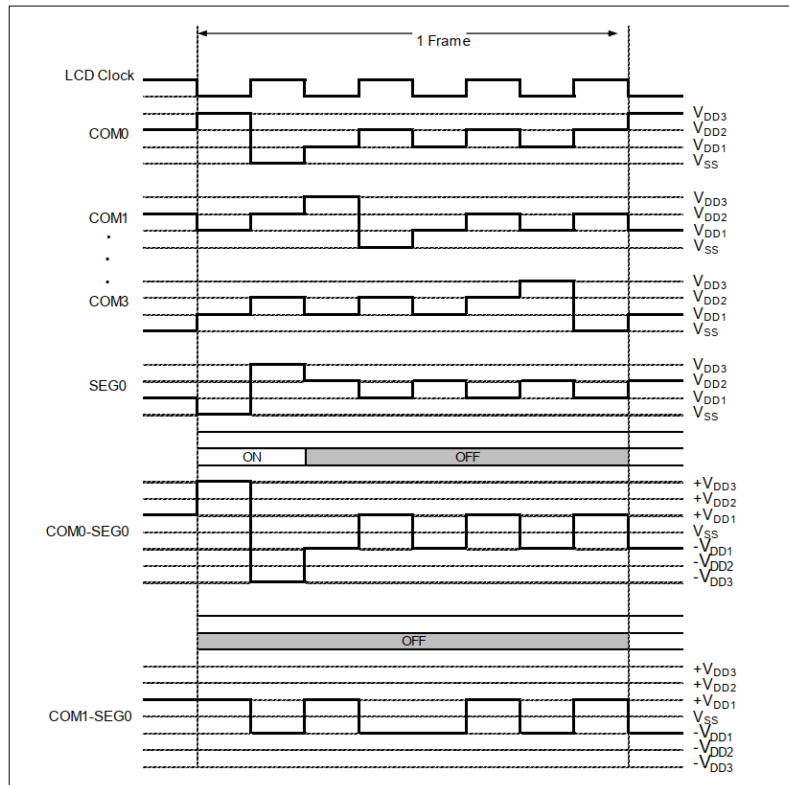 1 Frame
LCD Clock
COM0
VDD3
VDD2
VDD1
VSS
COM1
.
.
.
VDD3
VDD2
VDD1
VSS
COM3
VDD3
VDD2
VDD1
VSS
SEG0
VDD3
VDD2
VDD1
VSS
ON OFF
COM0-SEG0
+VDD3
+VDD2
+VDD1
VSS
-VDD1
-VDD2
-VDD3
OFF
COM1-SEG0
+VDD3
+VDD2
+VDD1
VSS
-VDD1
-VDD2
-VDD3